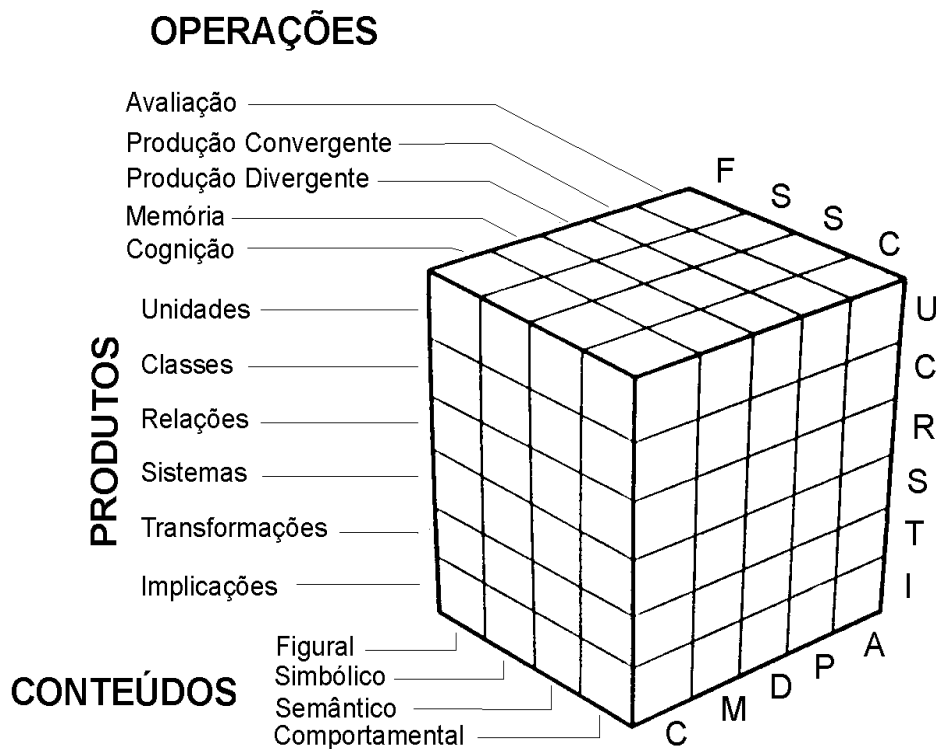 OPERAÇÕES
Avaliação
Produção Convergente
Produção Divergente
Memória
Cognição
F
S
S
C
PRODUTOS
Unidades
Classes
Relações
Sistemas
Transformações
Implicações
U
C
R
S
T
I
CONTEÚDOS
Figural
Simbólico
Semântico
Comportamental
C
M
D
P
A